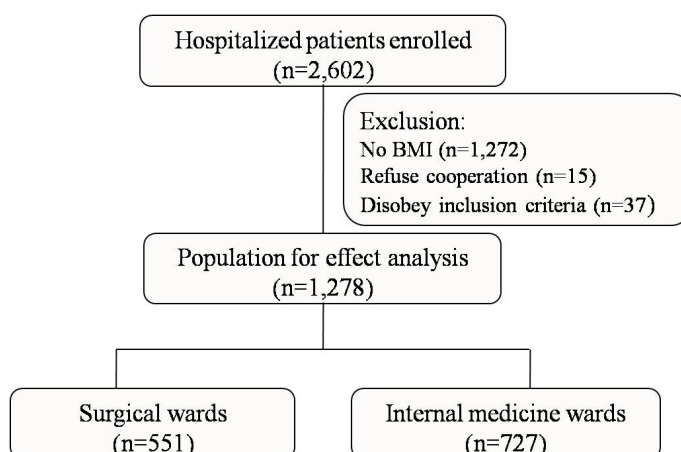 Hospitalized patients enrolled
(n=2,602)
Exclusion:
No BMI (n=1,272)
Refuse cooperation (n=15)
Disobey inclusion criteria (n=37)
Population for effect analysis
(n=1,278)
Surgical wards
(n=551)
Internal medicine wards
(n=727)